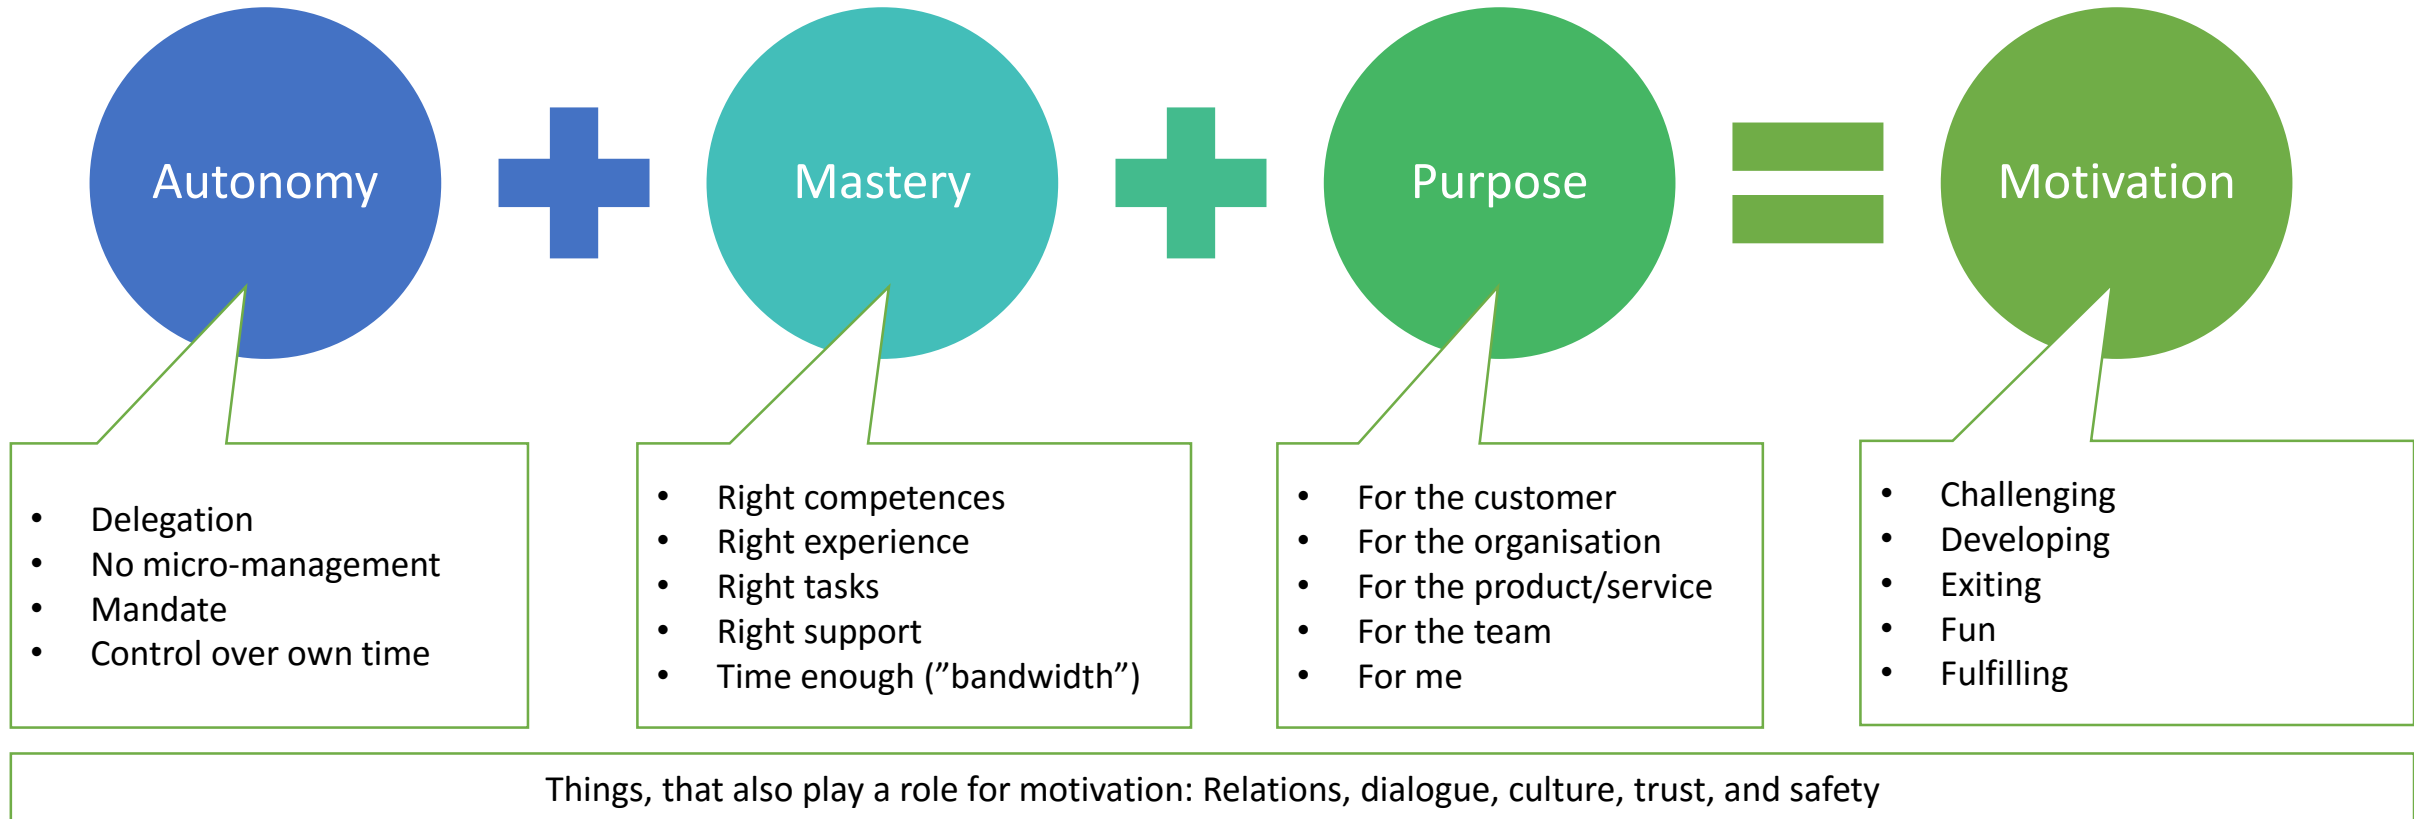 Autonomy
Mastery
Purpose
Motivation
• Delegation
• No micro-management
• Mandate
• Control over own time
• Right competences
• Right experience
• Right tasks
• Right support
• Time enough (”bandwidth”)
• For the customer
• For the organisation
• For the product/service
• For the team
• For me
• Challenging
• Developing
• Exiting
• Fun
• Fulfilling
Things, that also play a role for motivation: Relations, dialogue, culture, trust, and safety